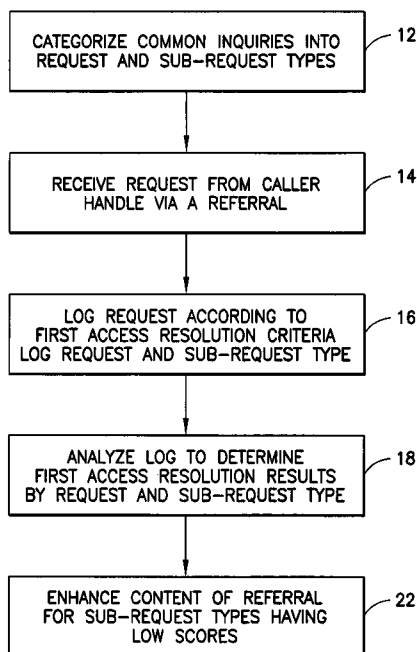 CATEGORIZE COMMON INQUIRIES INTO
REQUEST AND SUB-REQUEST TYPES
12
RECEIVE REQUEST FROM CALLER
HANDLE VIA A REFERRAL
14
LOG REQUEST ACCORDING TO
FIRST ACCESS RESOLUTION CRITERIA
LOG REQUEST AND SUB-REQUEST TYPE
16
ANALYZE LOG TO DETERMINE
FIRST ACCESS RESOLUTION RESULTS
BY REQUEST AND SUB-REQUEST TYPE
18
ENHANCE CONTENT OF REFERRAL
FOR SUB-REQUEST TYPES HAVING
LOW SCORES
22